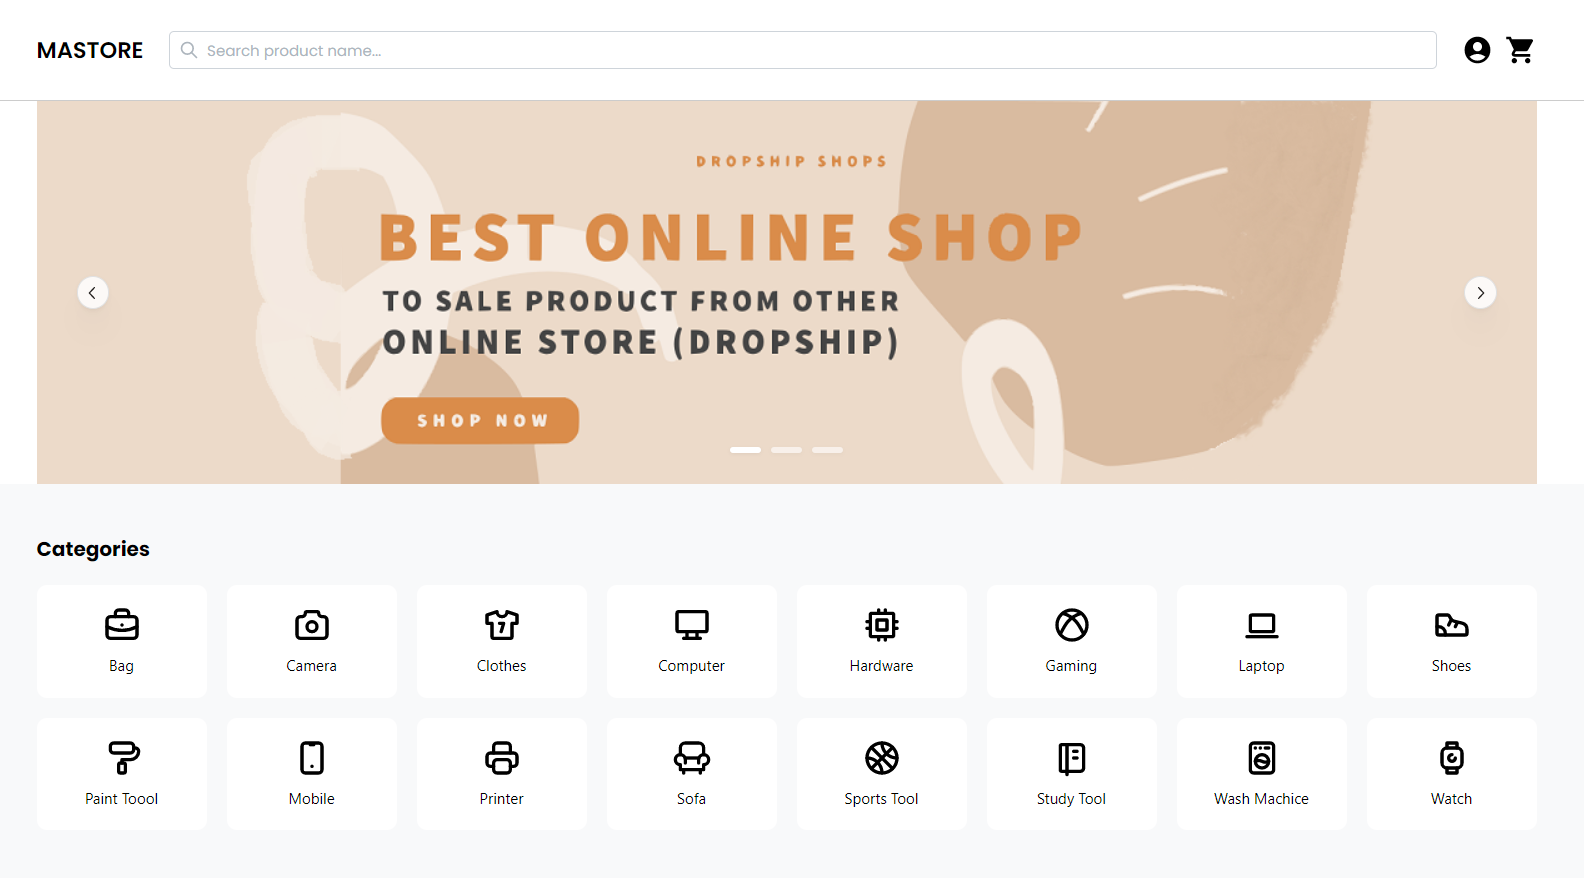 MASTORE
Search product name...
DROPSHIP SHOPS
BEST ONLINE SHOP
TO SALE PRODUCT FROM OTHER
ONLINE STORE (DROPSHIP)
SHOP NOW
Categories
7
Bag Camera Clothes Computer Hardware Gaming Laptop Shoes
Paint Toool Mobile Printer Sofa Sports Tool Study Tool Wash Machice Watch